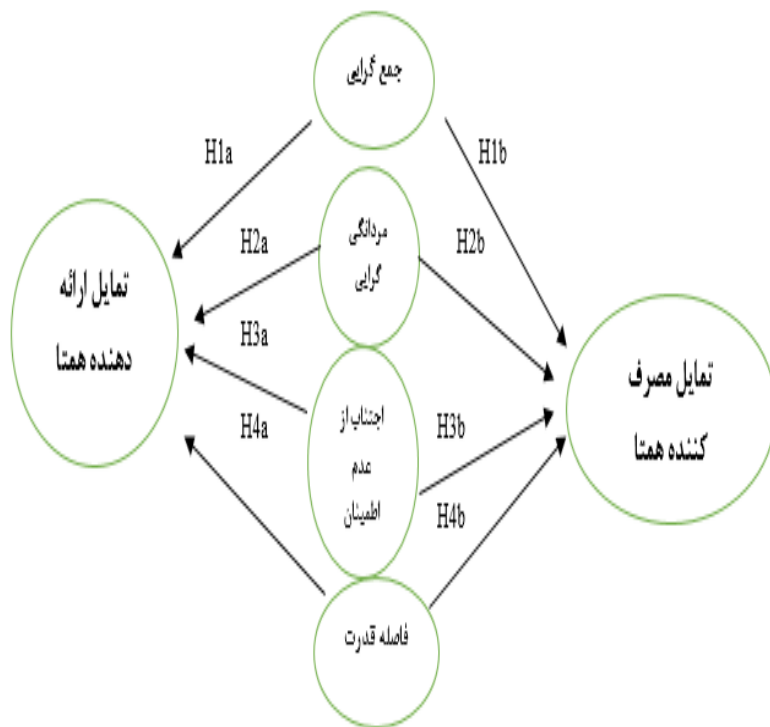 جمع گرایی
H1a
H1b
مردانگی
گرایی
H2a
H2b
تمایل ارائه
دهنده همتا
H3a
تمایل مصرف
کننده همتا
اجتناب از
عدم
اطمینان
H4a
H3b
H4b
فاصله قدرت